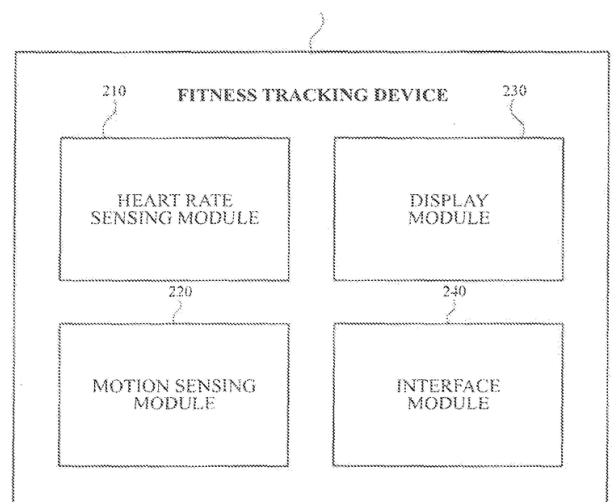 FITNESS TRACKING DEVICE
210
230
HEART RATE
SENSING MODULE
DISPLAY
MODULE
220
240
MOTION SENSING
MODULE
INTERFACE
MODULE